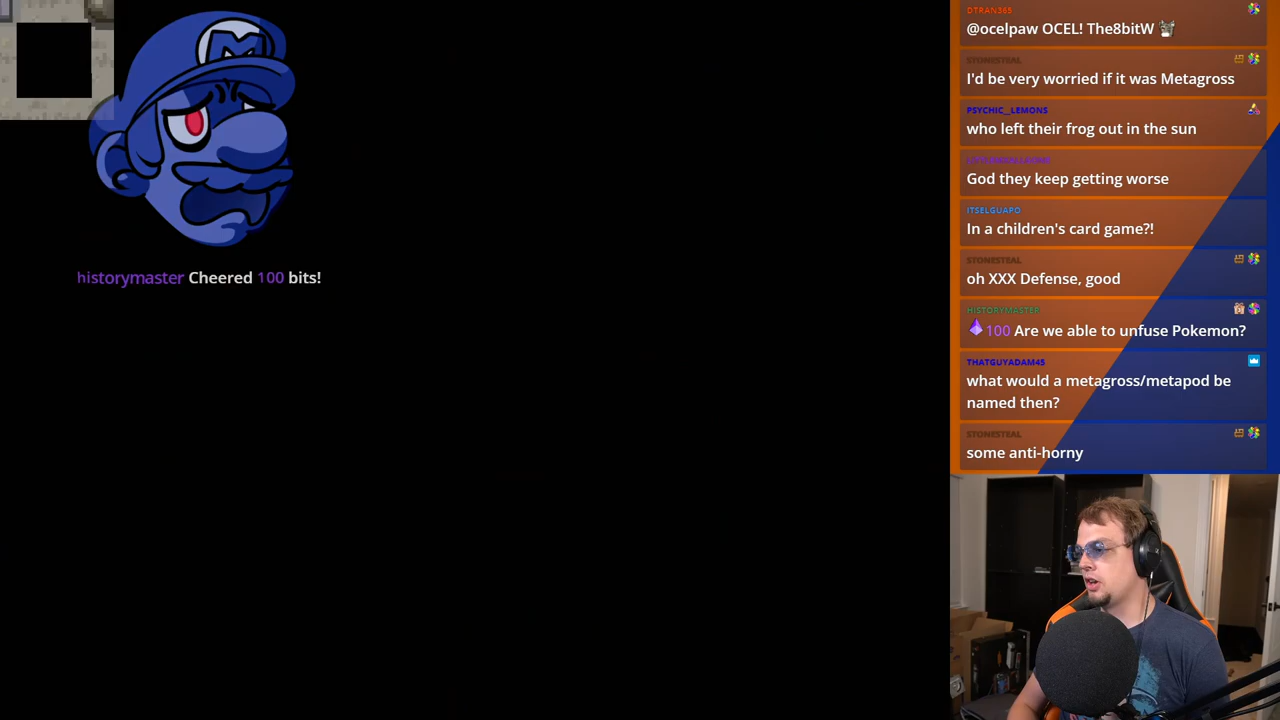 M
historymaster Cheered 100 bits!
DTRAN365
@ocelpaw OCEL! The8bitW
STONESTEAL
I'd be very worried if it was Metagross
PSYCHIC__LEMONS
who left their frog out in the sun
God they keep getting worse
ITSELGUAPO
In a children's card game?!
STONESTEAL
oh XXX Defense, good
HISTORYMASTER
100 Are we able to unfuse Pokemon?
THATGUYADAM45
what would a metagross/metapod be
named then?
STONESTEAL
some anti-horny